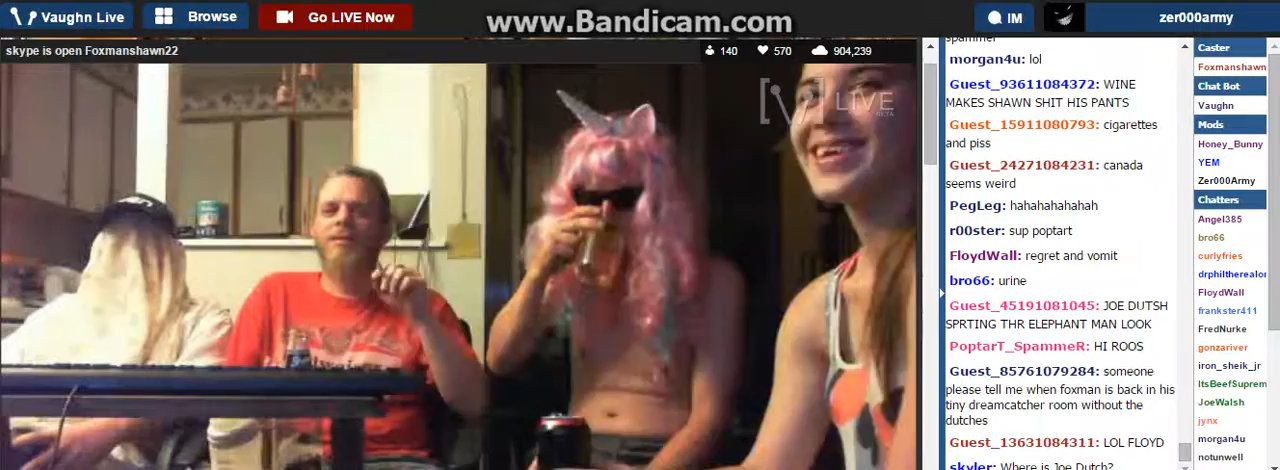 Vaughn Live
Browse
Go LIVE Now
www.Bandicam.com
IM
zer000army
skype is open Foxmanshawn22
140
570
904,239
LIVE
BETA
spammer
morgan4u: lol
Guest_93611084372: WINE
MAKES SHAWN SHIT HIS PANTS
Guest_15911080793: cigarettes
and piss
Guest_24271084231: canada
seems weird
PegLeg: hahahahahahah
r00ster: sup poptart
FloydWall: regret and vomit
bro66: urine
Guest_45191081045: JOE DUTSH
SPRTING THR ELEPHANT MAN LOOK
PoptarT_SpammeR: HI ROOS
Guest_85761079284: someone
please tell me when foxman is back in his
tiny dreamcatcher room without the
dutches
Guest_13631084311: LOL FLOYD
skyler: Where is Joe Dutch?
Caster
Foxmanshawn
Chat Bot
Vaughn
Mods
Honey_Bunny
YEM
Zer000Army
Chatters
Angel385
bro66
curlyfries
drphiltherealor
FloydWall
frankster411
FredNurke
gonzariver
iron_sheik_jr
ItsBeefSuprem
JoeWalsh
jynx
morgan4u
notunwell